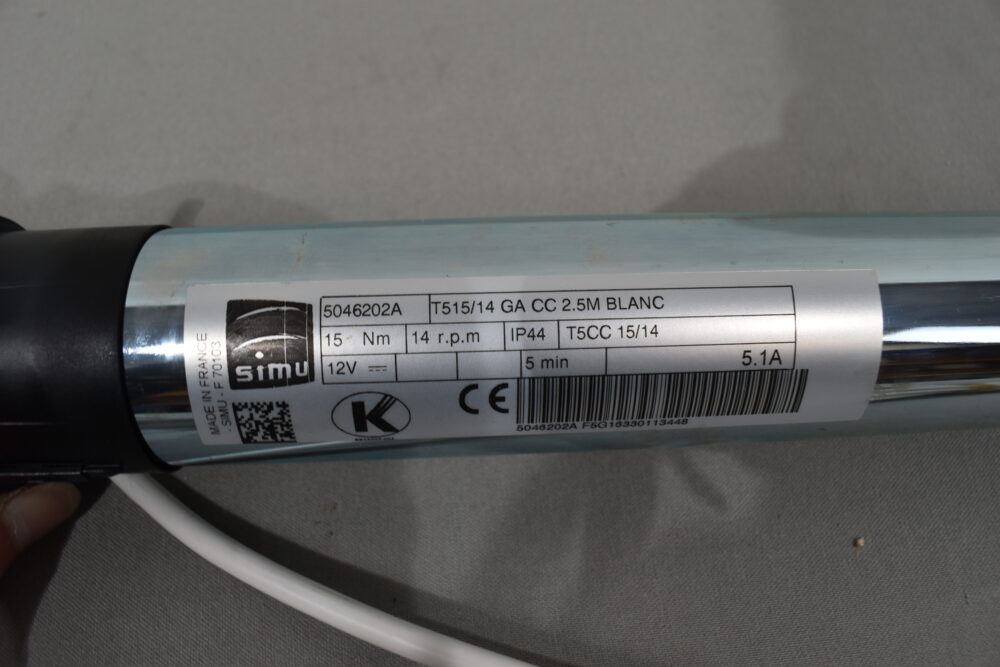 MADE IN FRANCE
SIMU - F 70103
simu
5046202A T515/14 GA CC 2.5M BLANC
15 Nm 14 r.p.m IP44 T5CC 15/14
12V 5 min 5.1A
K
CE
5046202A F5G16330113448